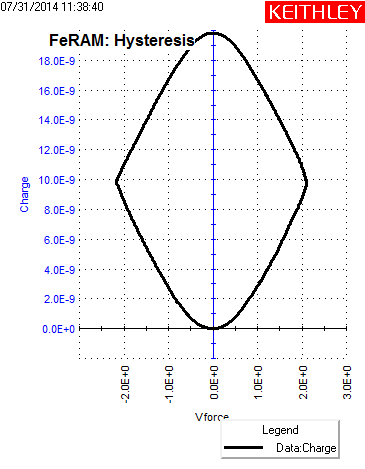 07/31/2014 11:38:40
KEITHLEY
FeRAM: Hysteresis
18.0E-9
16.0E-9
14.0E-9
12.0E-9
10.0E-9
8.0E-9
6.0E-9
4.0E-9
2.0E-9
0.0E+0
Charge
-2.0E+0
-1.0E+0
0.0E+0
1.0E+0
2.0E+0
3.0E+0
Vforce
Legend
Data:Charge